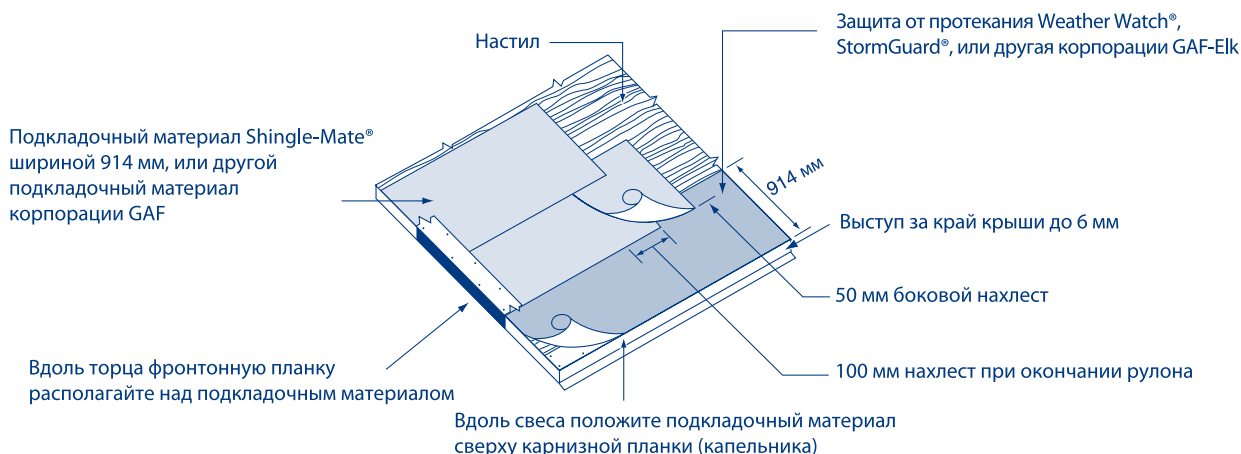 Защита от протекания Weather Watch®,
StormGuard®, или другая корпорации GAF-Elk
Настил
Подкладочный материал Shingle-Mate®
шириной 914 мм, или другой
подкладочный материал
корпорации GAF
914 мм
Выступ за край крыши до 6 мм
50 мм боковой нахлест
100 мм нахлест при окончании рулона
Вдоль торца фронтонную планку
располагайте над подкладочным материалом
Вдоль свеса положите подкладочный материал
сверху карнизной планки (капельника)